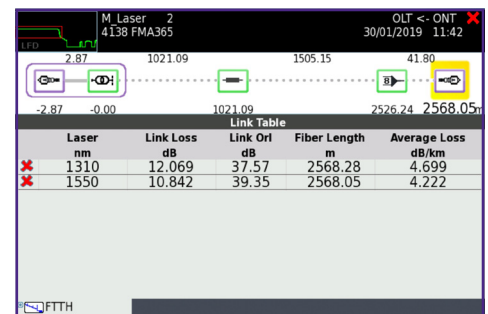 M_Laser 2 OLT <- ONT
4138 FMA365 30/01/2019 11:42
LFD
2.87 1021.09 1505.15 41.80
8
-2.87 -0.00 1021.09 2526.24 2568.05m
Link Table
Laser Link Loss Link Orl Fiber Length Average Loss
nm dB dB m dB/km
1310 12.069 37.57 2568.28 4.699
1550 10.842 39.35 2568.05 4.222
FTTH